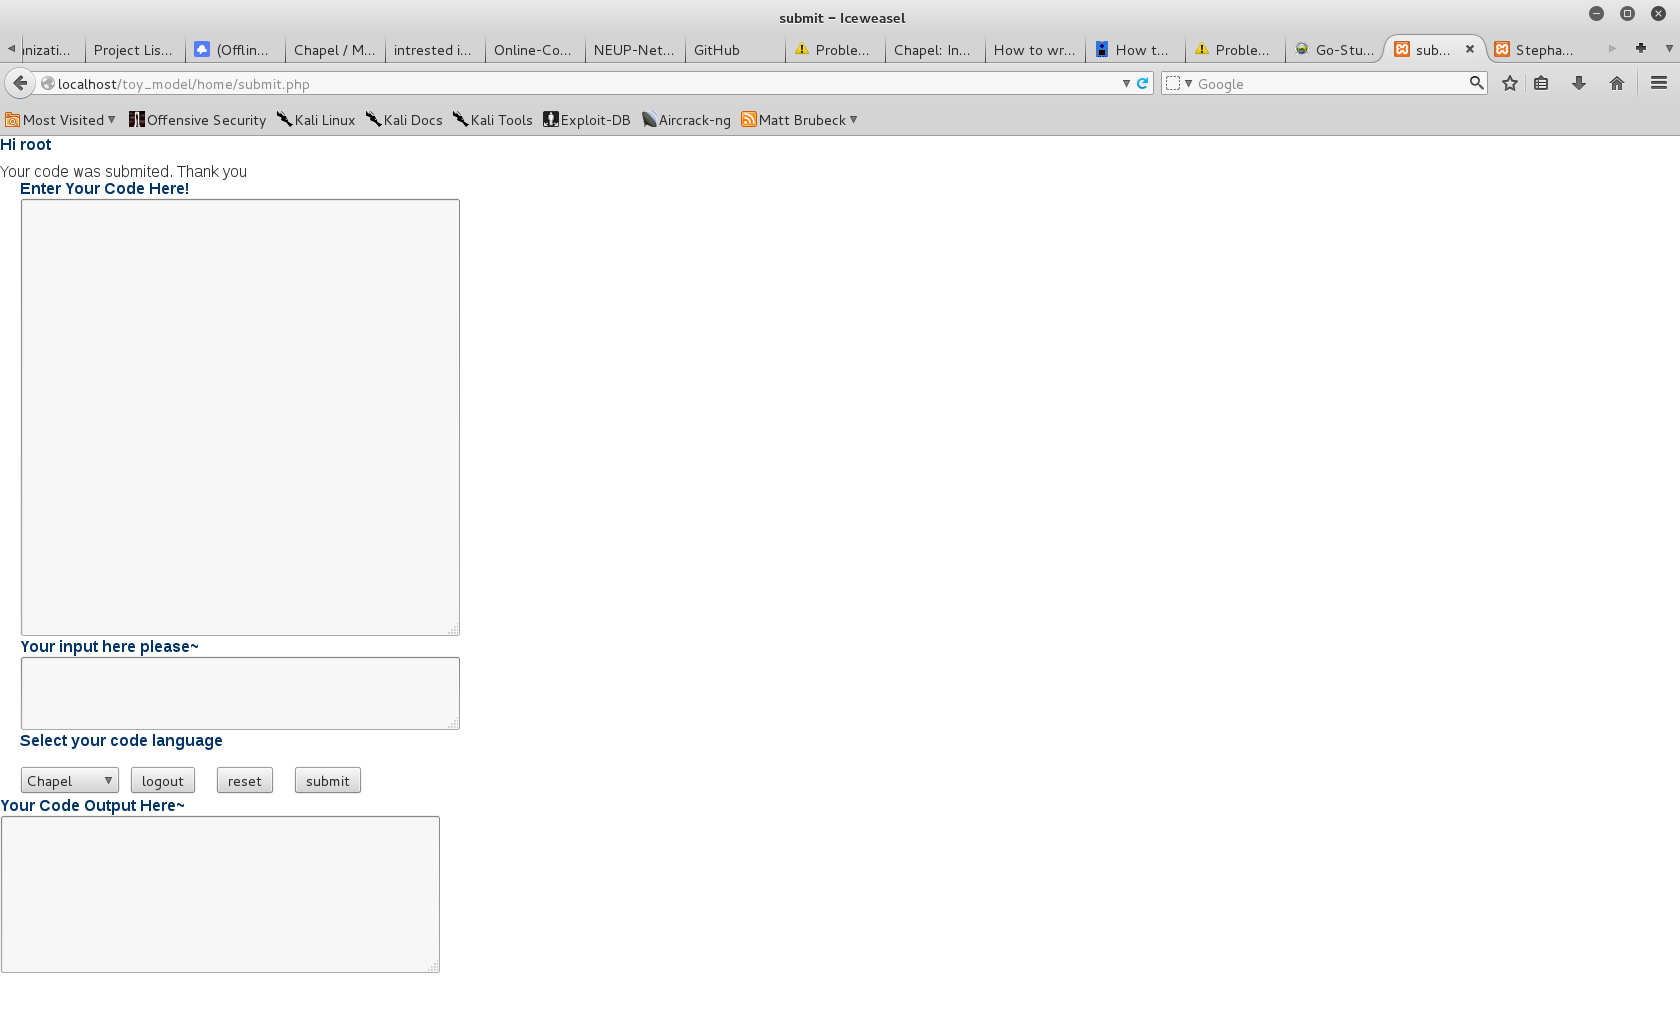 submit – Iceweasel
nizati... Project Lis... (Offlin... Chapel / M... intrested i... Online-Co... NEUP-Net... GitHub Proble... Chapel: In... How to wr... How t... Proble... Go-Stu... sub... Stepha...
localhost/toy_model/home/submit.php Google
Most Visited Offensive Security Kali Linux Kali Docs Kali Tools Exploit-DB Aircrack-ng Matt Brubeck
Hi root
Your code was submited. Thank you
Enter Your Code Here!
Your input here please~
Select your code language
Chapel logout reset submit
Your Code Output Here~